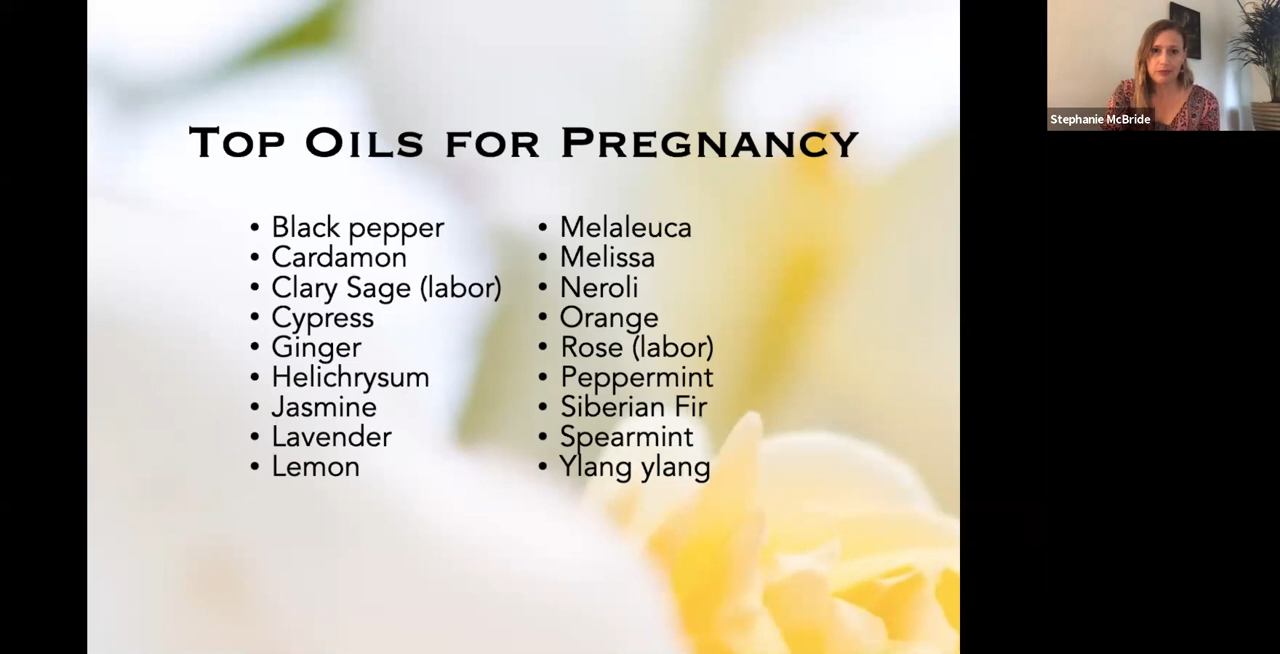 Top Oils for Pregnancy
• Black pepper
• Cardamon
• Clary Sage (labor)
• Cypress
• Ginger
• Helichrysum
• Jasmine
• Lavender
• Lemon
• Melaleuca
• Melissa
• Neroli
• Orange
• Rose (labor)
• Peppermint
• Siberian Fir
• Spearmint
• Ylang ylang
Stephanie McBride